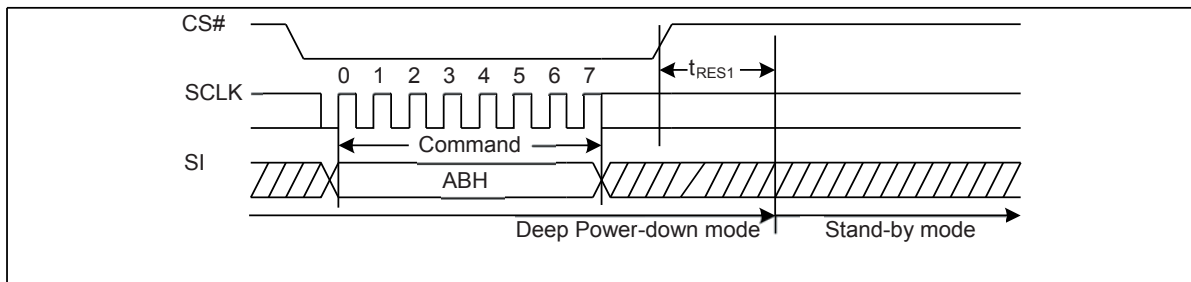 CS#
tRES1
0 1 2 3 4 5 6 7
SCLK
Command
SI
ABH
Deep Power-down mode Stand-by mode